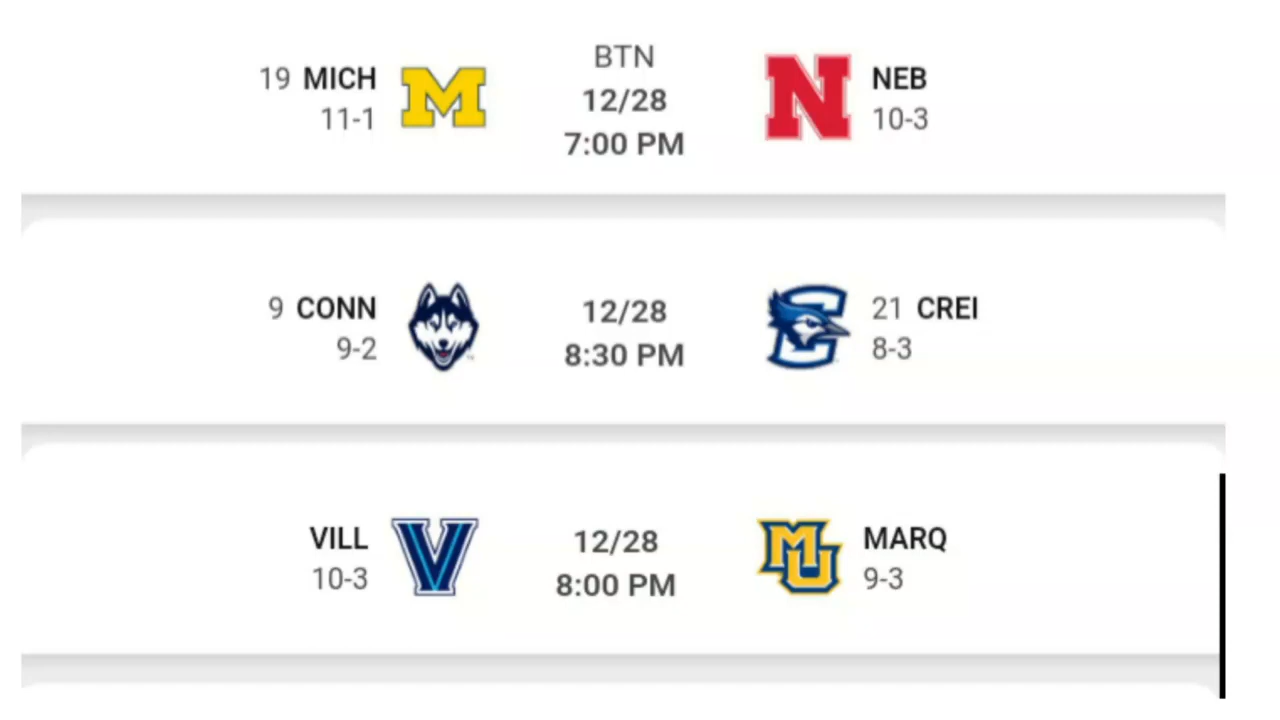 19 MICH
11-1
M
BTN
12/28
7:00 PM
N
NEB
10-3
9 CONN
9-2
12/28
8:30 PM
C
21 CREI
8-3
VILL
10-3
V
12/28
8:00 PM
MU
MARQ
9-3